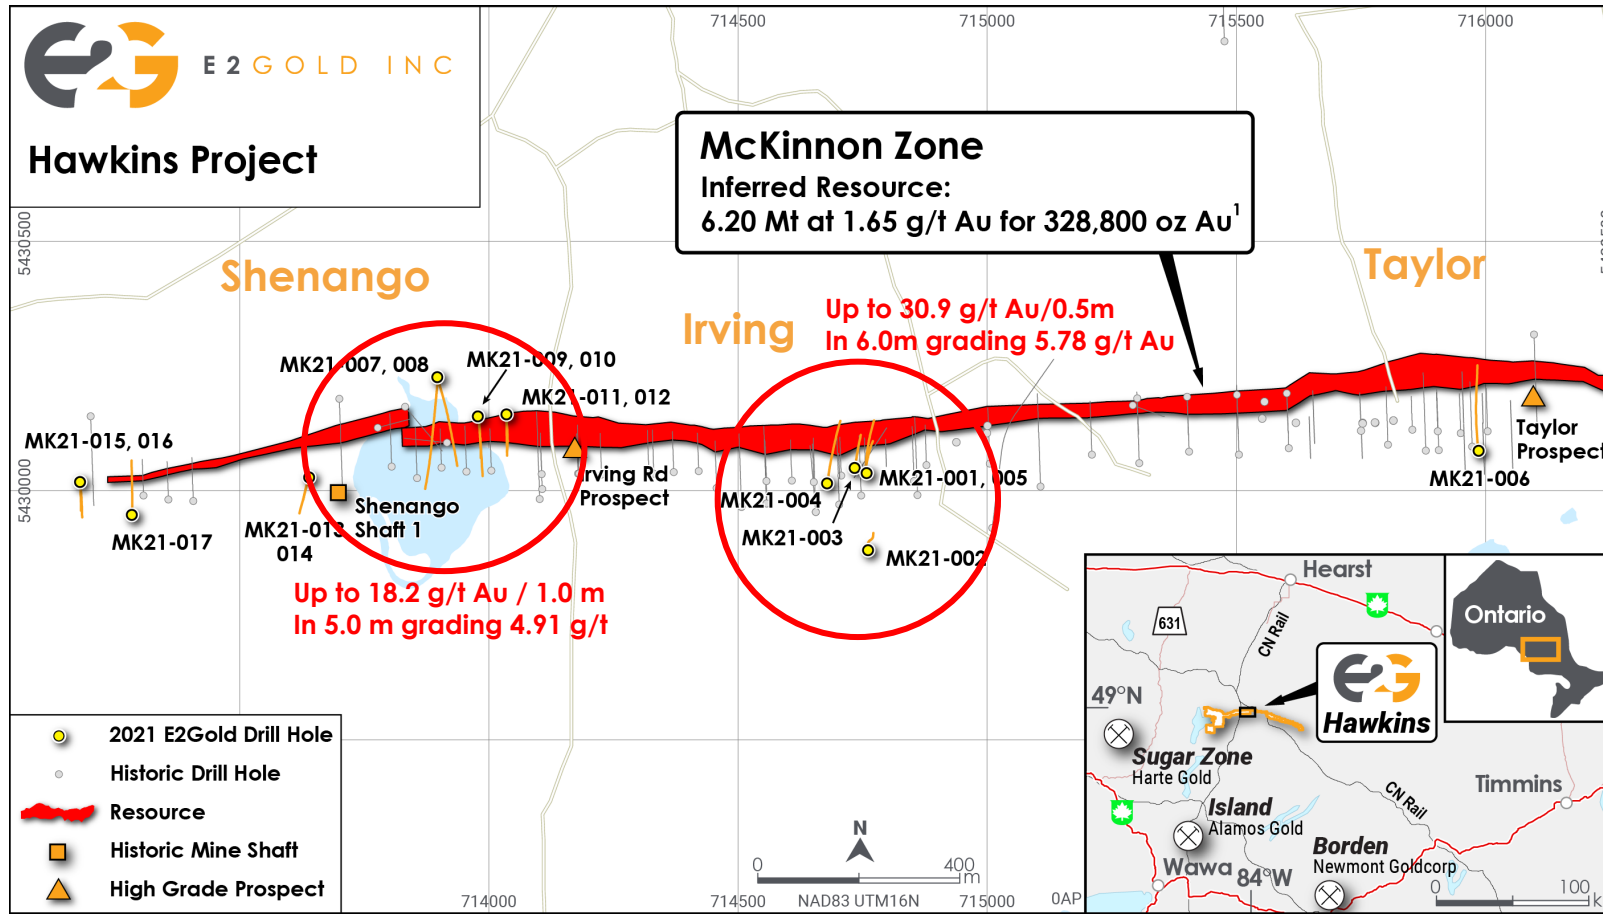 714500
715000
715500
716000
E2G
E2GOLD INC
Hawkins Project
McKinnon Zone
Inferred Resource:
6.20 Mt at 1.65 g/t Au for 328,800 oz Au1
5430500
Shenango
Irving
Taylor
Up to 30.9 g/t Au/0.5m
In 6.0m grading 5.78 g/t Au
MK21-007, 008
MK21-009, 010
MK21-011, 012
MK21-015, 016
Taylor
Prospect
5430000
Irving Rd
Prospect
MK21-001, 005
MK21-006
MK21-004
Shenango
Shaft 1
MK21-017
MK21-013
014
MK21-003
MK21-002
Up to 18.2 g/t Au / 1.0 m
In 5.0 m grading 4.91 g/t
2021 E2Gold Drill Hole
Historic Drill Hole
Resource
Historic Mine Shaft
High Grade Prospect
N
0
400
m
NAD83 UTM16N
714000
714500
715000
0AP
Hearst
631
CN Rail
Ontario
49°N
E2G
Hawkins
Sugar Zone
Harte Gold
Timmins
CN Rail
Island
Alamos Gold
Borden
Newmont Goldcorp
Wawa
84°W
0
100
k